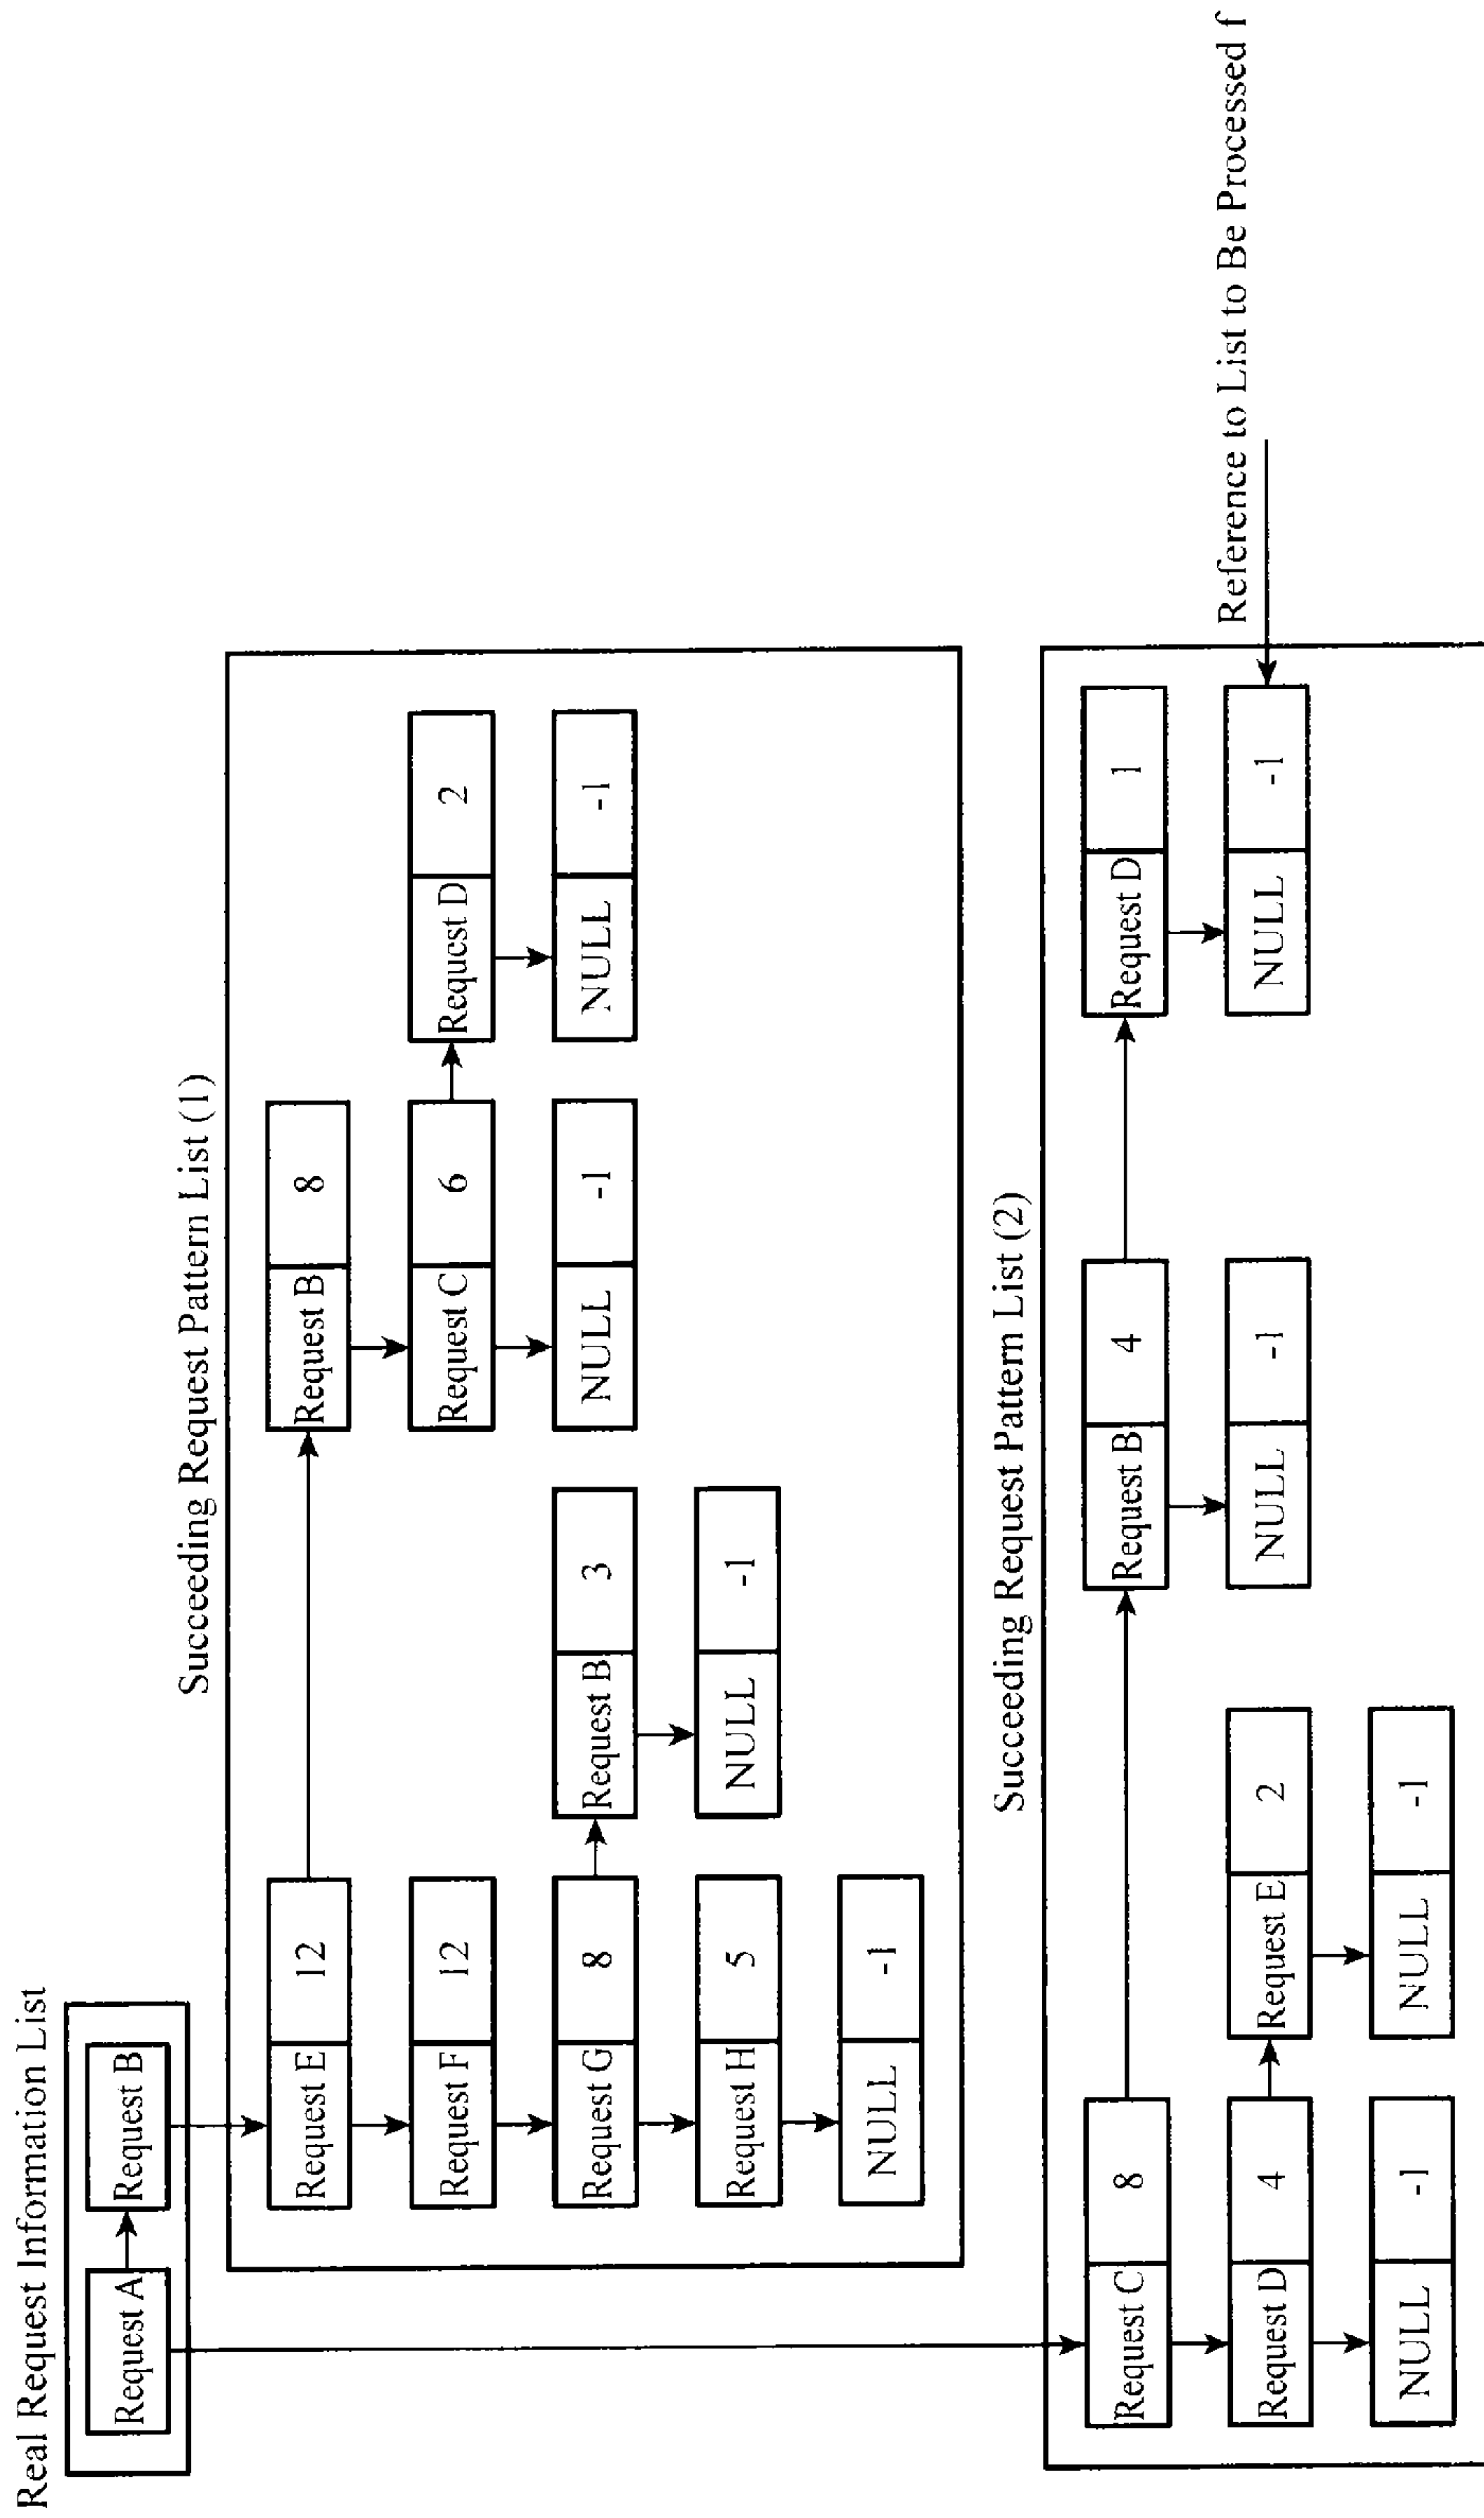 Real Request Information List
Request A
Request B
Succeeding Request Pattern List (1)
Request E 12
Request B 8
Request F 12
Request C 6
Request D 2
Request G 8
Request B 3
NULL -1
NULL -1
Request H 5
NULL -1
NULL -1
Succeeding Request Pattern List (2)
Request C 8
Request B 4
Request D 1
Reference to List to Be Processed f
Request D 4
Request E 2
NULL -1
NULL -1
NULL -1
NULL -1